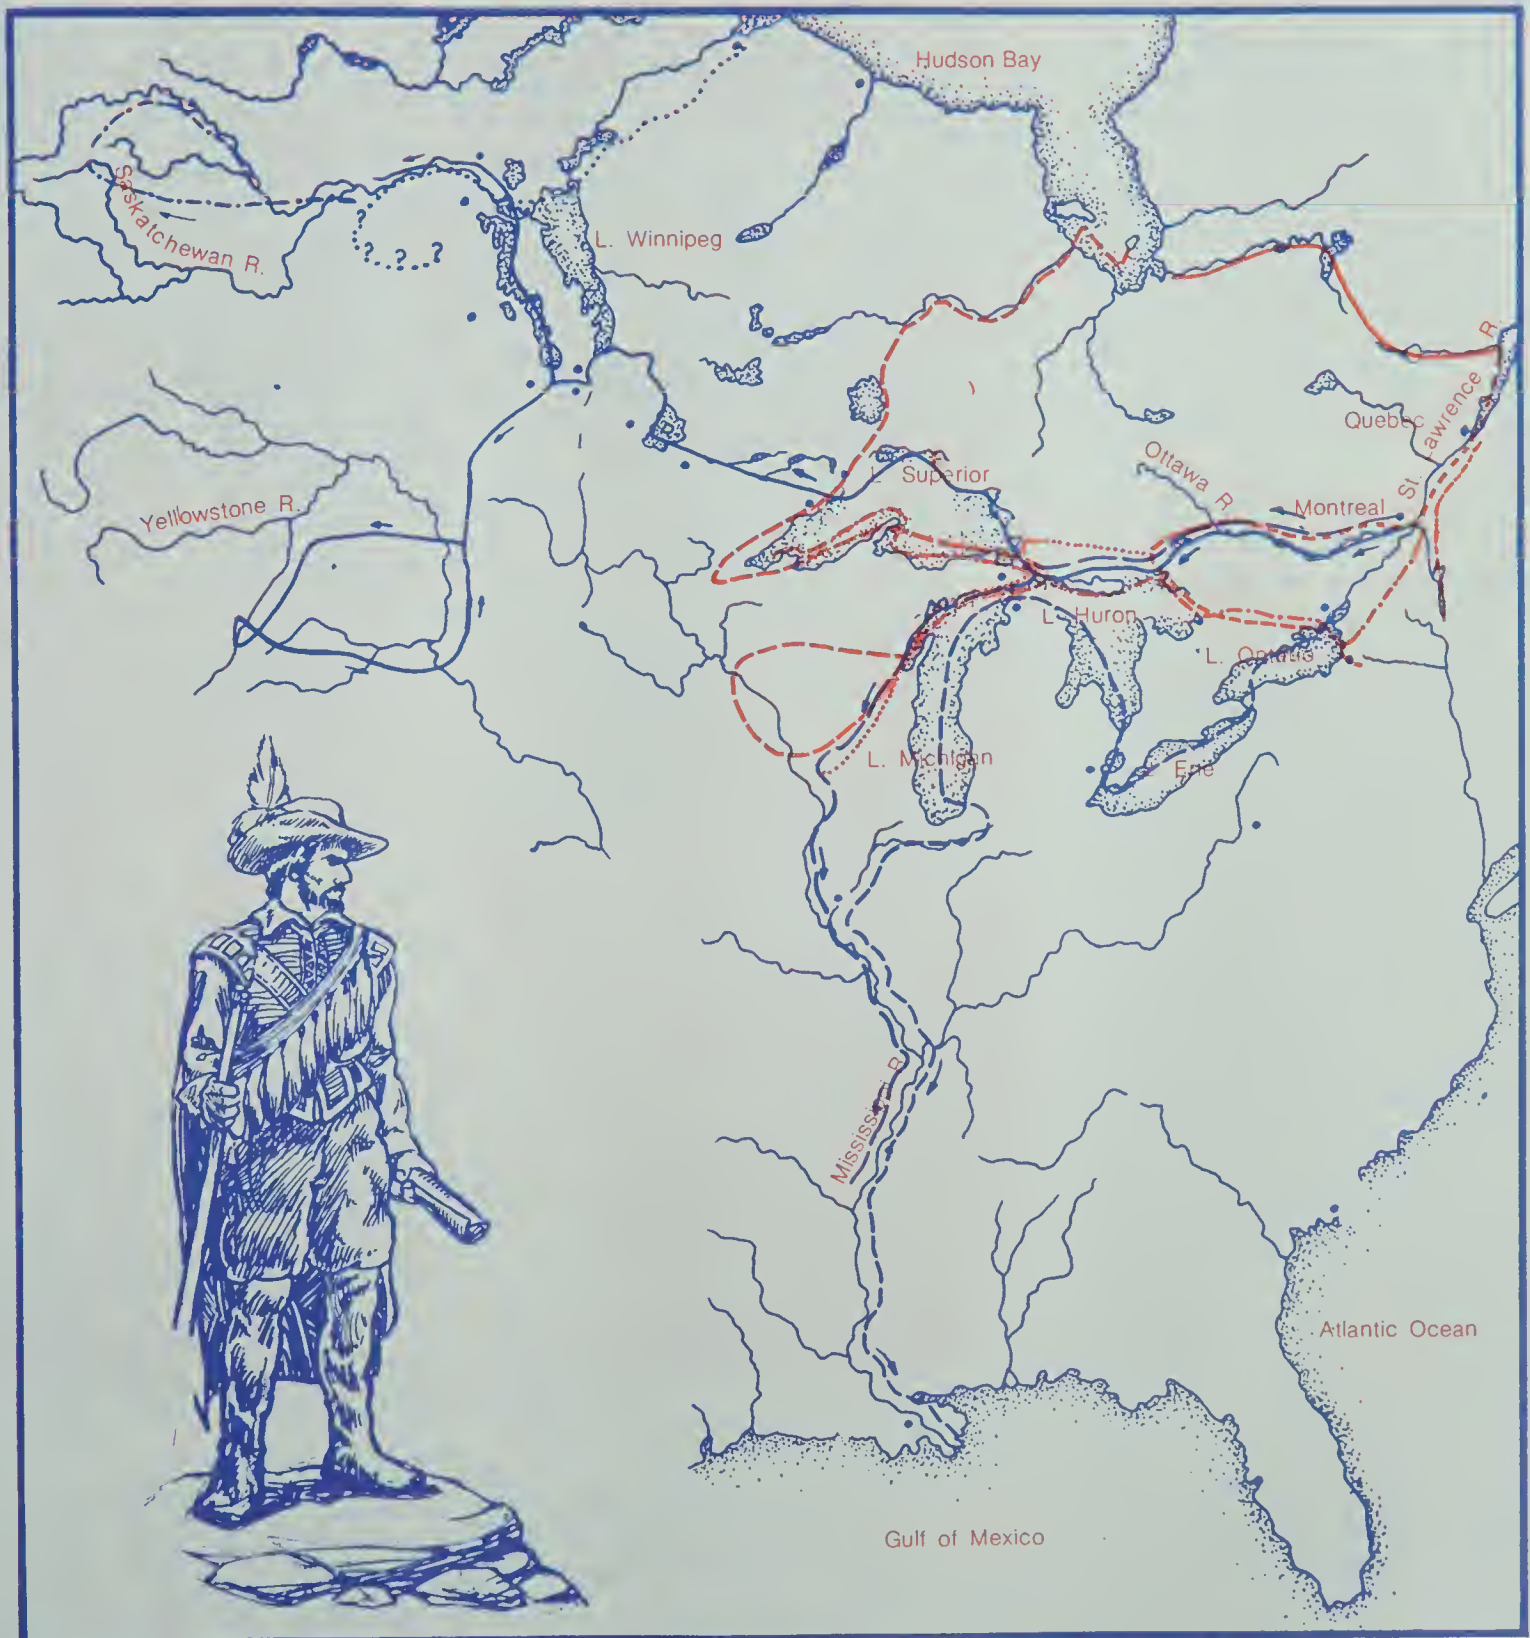 Hudson Bay
Saskatchewan R.
L. Winnipeg
? ? ? ?
Quebec
St. Lawrence R.
Ottawa R
L Superior
Montreal
Yellowstone R.
L. Huron
L. Ontario
L. Michigan
Erie
Mississippi R.
Atlantic Ocean
Gulf of Mexico